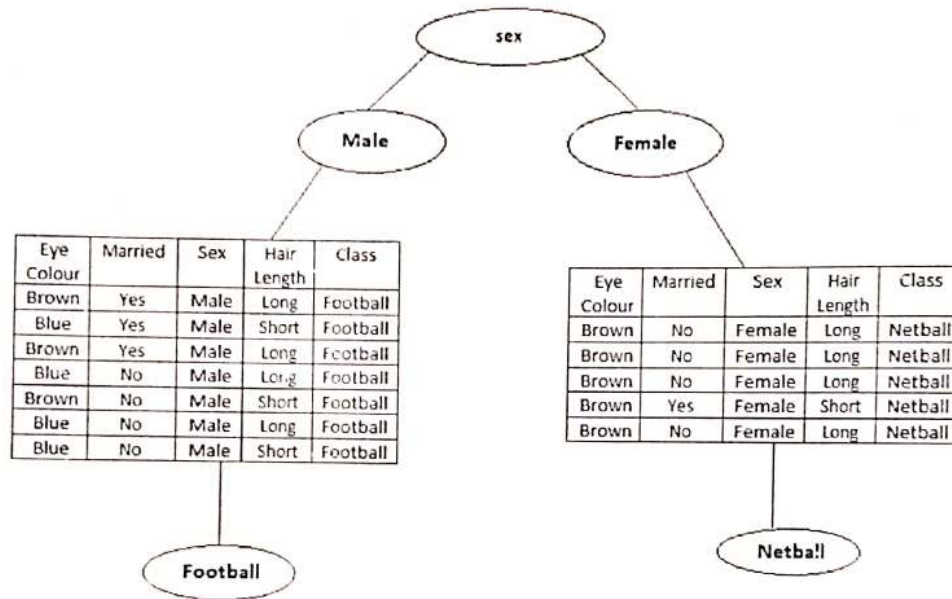 sex
Male
Female
Eye Colour Married Sex Hair Length Class
Brown Yes Male Long Football
Blue Yes Male Short Football
Brown Yes Male Long Football
Blue No Male Long Football
Brown No Male Short Football
Blue No Male Long Football
Blue No Male Short Football
Eye Colour Married Sex Hair Length Class
Brown No Female Long Netball
Brown No Female Long Netball
Brown No Female Long Netball
Brown Yes Female Short Netball
Brown No Female Long Netball
Football
Netball